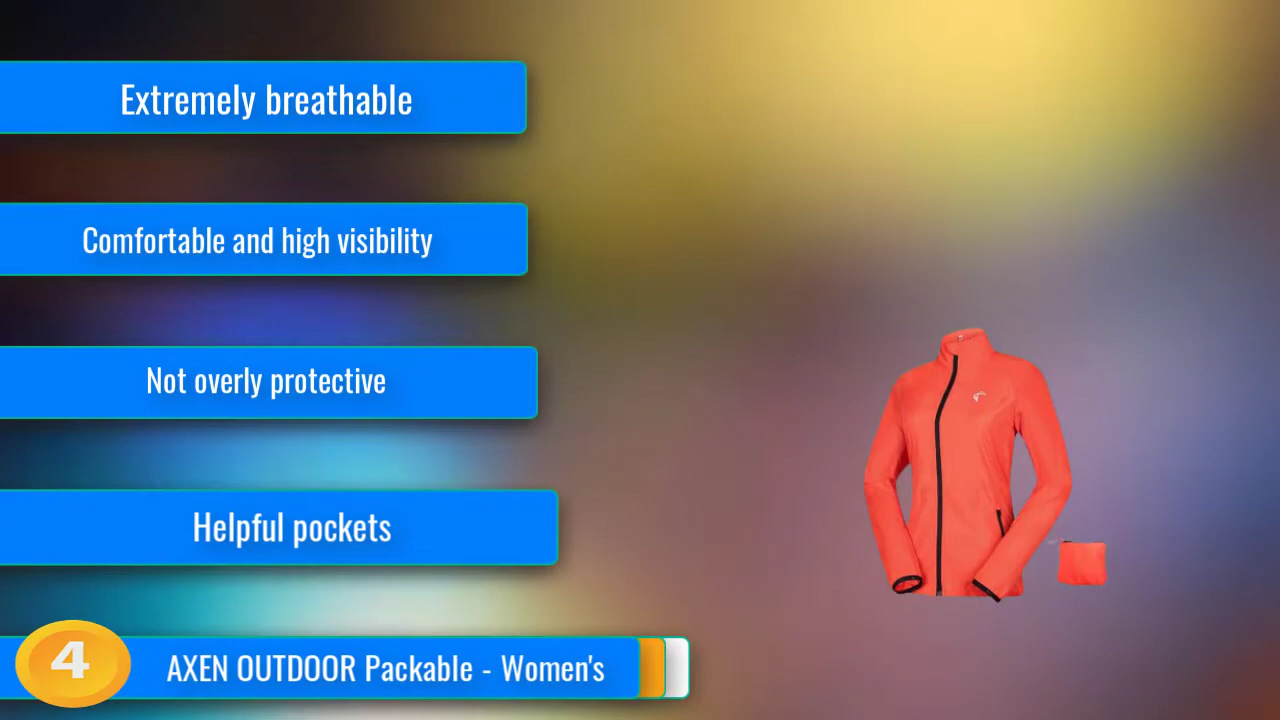 Extremely breathable
Comfortable and high visibility
Not overly protective
Helpful pockets
4
AXEN OUTDOOR Packable - Women's